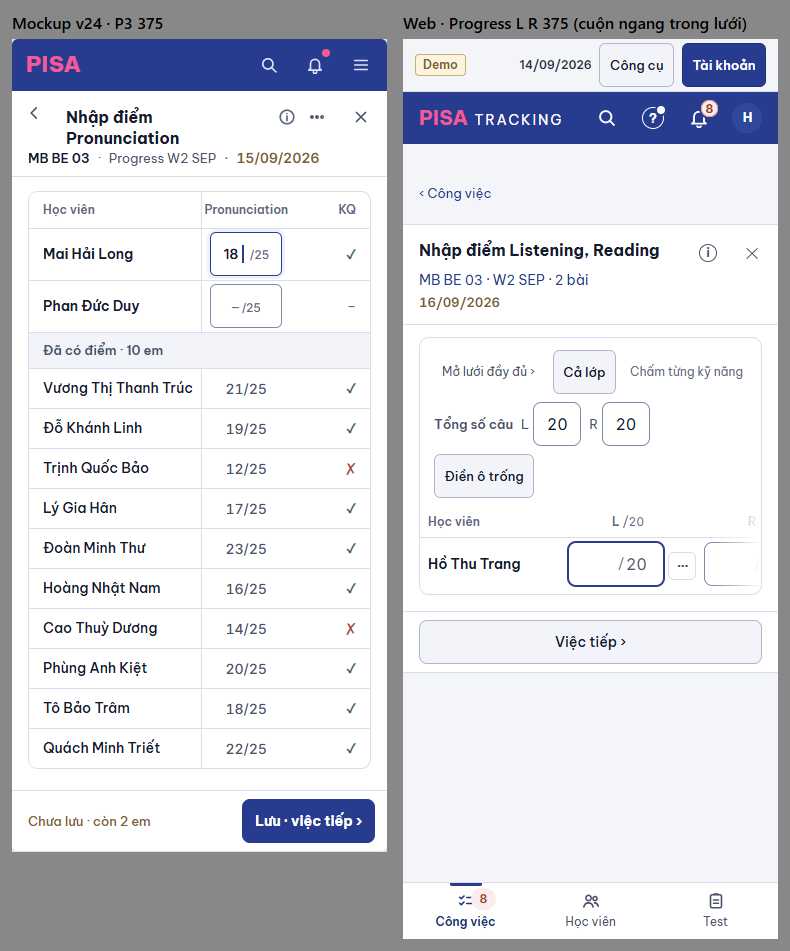 Mockup v24 · P3 375
PISA
Nhập điểm
Pronunciation
MB BE 03 · Progress W2 SEP · 15/09/2026
Học viên Pronunciation KQ
Mai Hải Long 18 /25 ✓
Phan Đức Duy – /25 –
Đã có điểm · 10 em
Vương Thị Thanh Trúc 21/25 ✓
Đỗ Khánh Linh 19/25 ✓
Trịnh Quốc Bảo 12/25 ✗
Lý Gia Hân 17/25 ✓
Đoàn Minh Thư 23/25 ✓
Hoàng Nhật Nam 16/25 ✓
Cao Thuỳ Dương 14/25 ✗
Phùng Anh Kiệt 20/25 ✓
Tô Bảo Trâm 18/25 ✓
Quách Minh Triết 22/25 ✓
Chưa lưu · còn 2 em Lưu · việc tiếp ›
Web · Progress L R 375 (cuộn ngang trong lưới)
Demo 14/09/2026 Công cụ Tài khoản
PISA TRACKING ? 8 H
‹ Công việc
Nhập điểm Listening, Reading
MB BE 03 · W2 SEP · 2 bài
16/09/2026
Mở lưới đầy đủ › Cả lớp Chấm từng kỹ năng
Tổng số câu L 20 R 20
Điền ô trống
Học viên L /20 R
Hồ Thu Trang / 20 ... /
Việc tiếp ›
8
Công việc Học viên Test